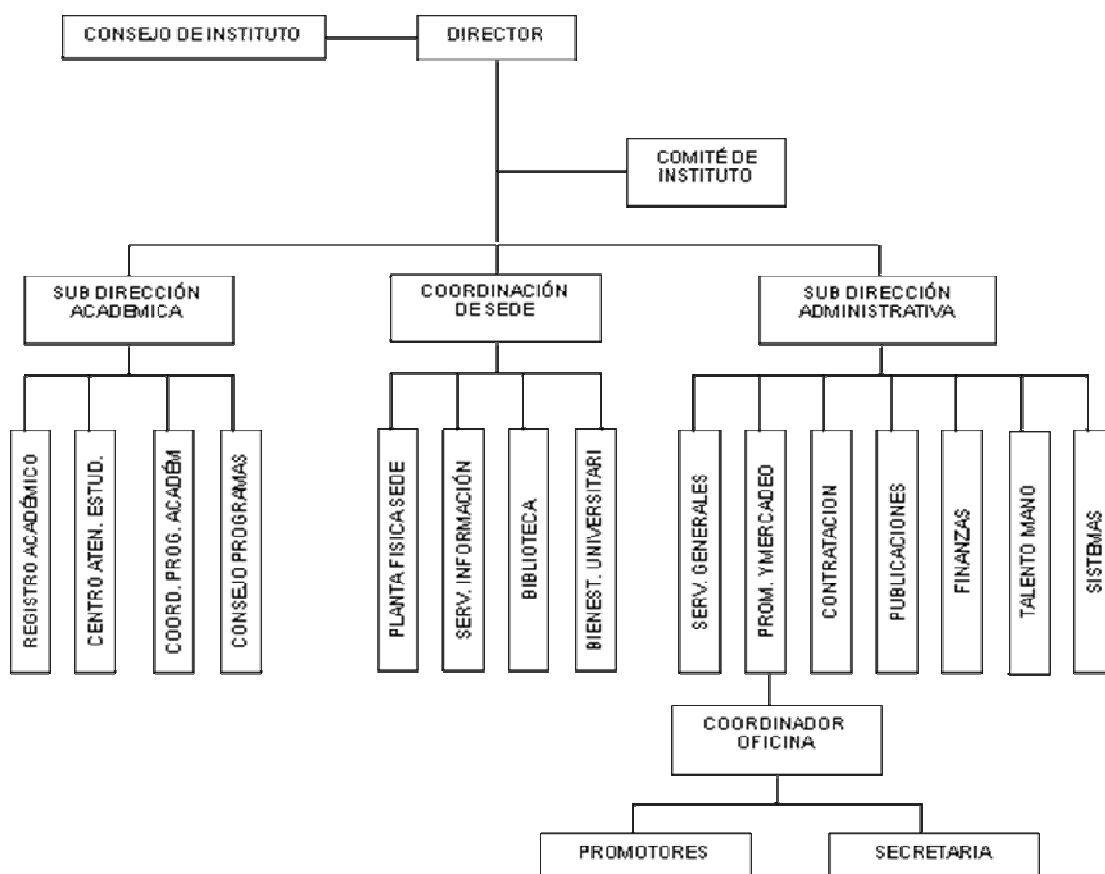 CONSEJO DE INSTITUTO
DIRECTOR
COMITÉ DE
INSTITUTO
SUB DIRECCIÓN
ACADEMICA
COORDINACIÓN
DE SEDE
SUB DIRECCIÓN
ADMINISTRATIVA
REGISTRO ACADÉMICO
CENTRO ATEN. ESTUD.
COORD. PROG. ACADÉM
CONSEJO PROGRAMAS
PLANTA FISICA SEDE
SERV. INFORMACIÓN
BIBLIOTECA
BIENEST. UNIVERSITARI
SERV. GENERALES
PROM. Y MERCADEO
CONTRATACION
PUBLICACIONES
FINANZAS
TALENTO MANO
SISTEMAS
COORDINADOR
OFICINA
PROMOTORES
SECRETARIA